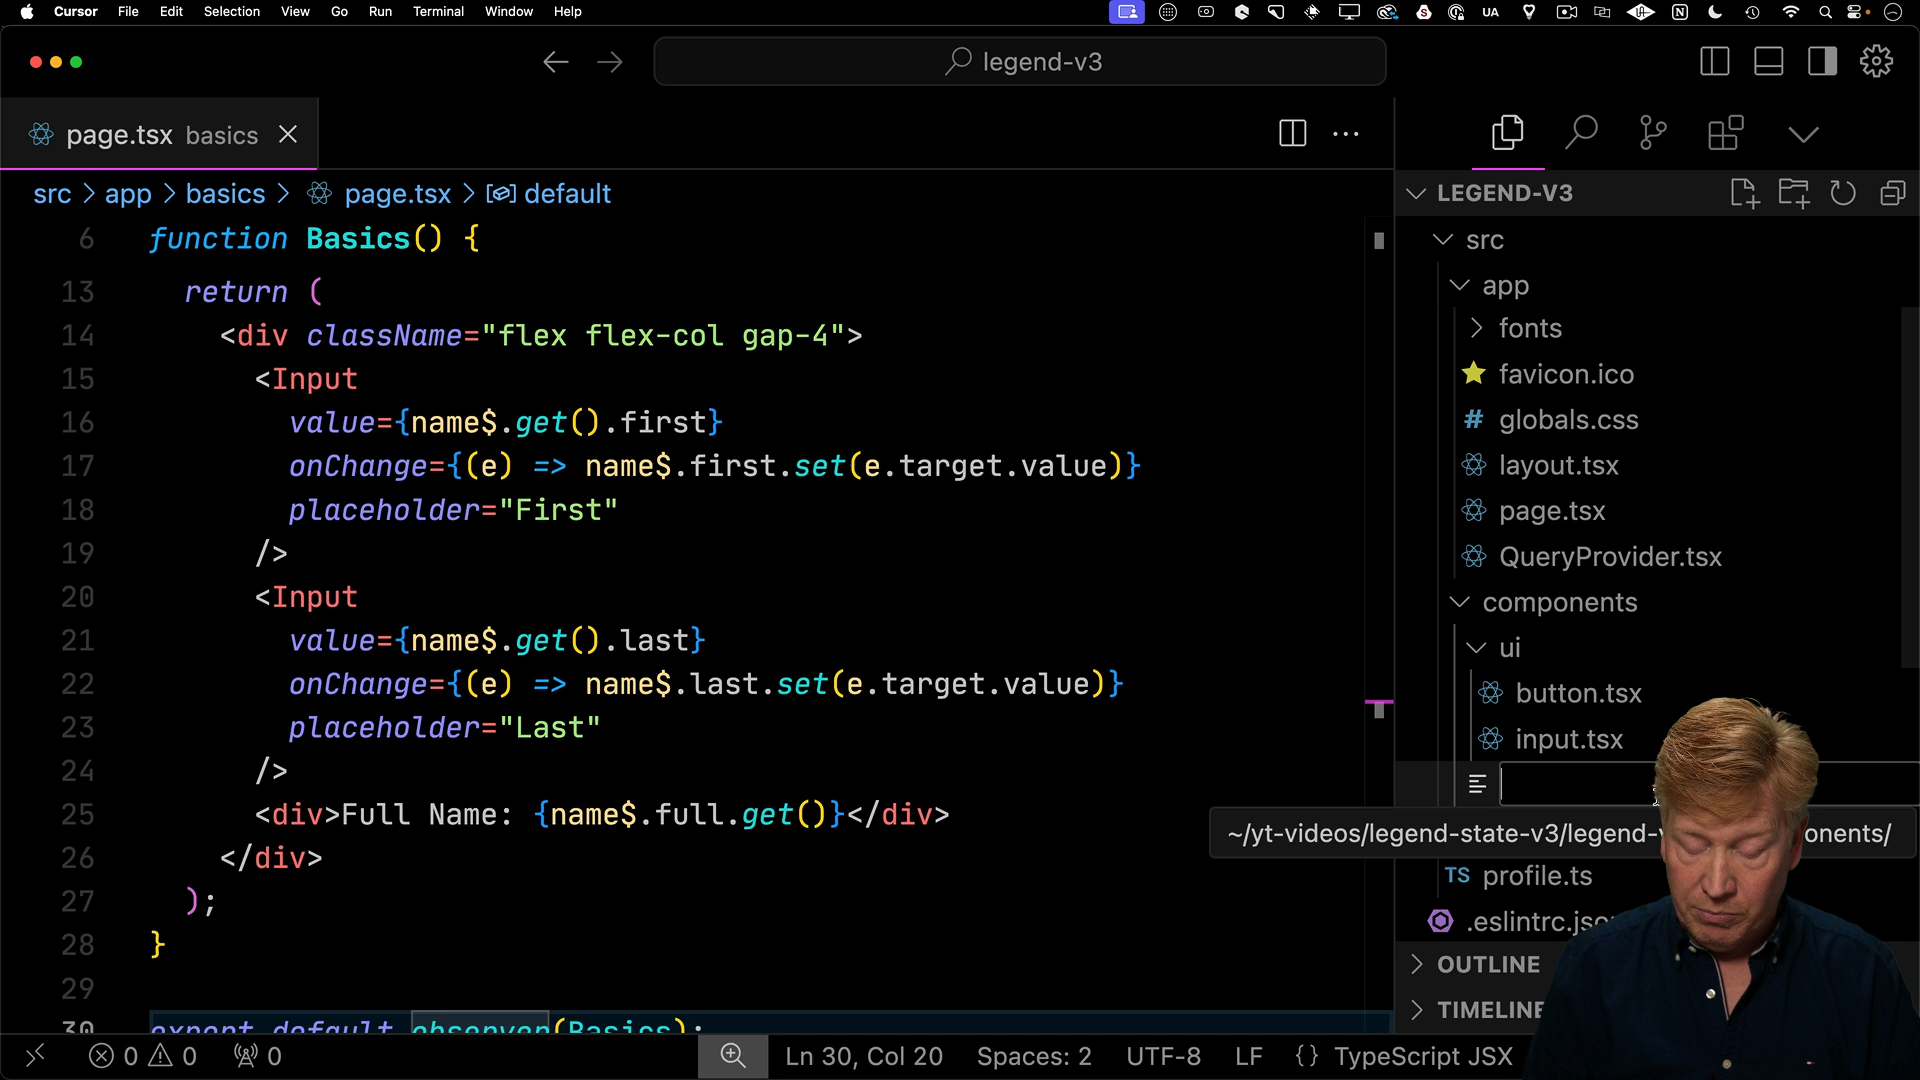 Cursor File Edit Selection View Go Run Terminal Window Help
UA
legend-v3
page.tsx basics
src > app > basics > page.tsx > default
6 function Basics() {
13 return (
14 <div className="flex flex-col gap-4">
15 <Input
16 value={name$.get().first}
17 onChange={(e) => name$.first.set(e.target.value)}
18 placeholder="First"
19 />
20 <Input
21 value={name$.get().last}
22 onChange={(e) => name$.last.set(e.target.value)}
23 placeholder="Last"
24 />
25 <div>Full Name: {name$.full.get()}</div>
26 </div>
27 );
28 }
29
30 export default observer(Basics);
LEGEND-V3
src
app
fonts
favicon.ico
globals.css
layout.tsx
page.tsx
QueryProvider.tsx
components
ui
button.tsx
input.tsx
~/yt-videos/legend-state-v3/legend-v onents/
TS profile.ts
.eslintrc.jso
OUTLINE
TIMELINE
0 0 0
Ln 30, Col 20 Spaces: 2 UTF-8 LF {} TypeScript JSX